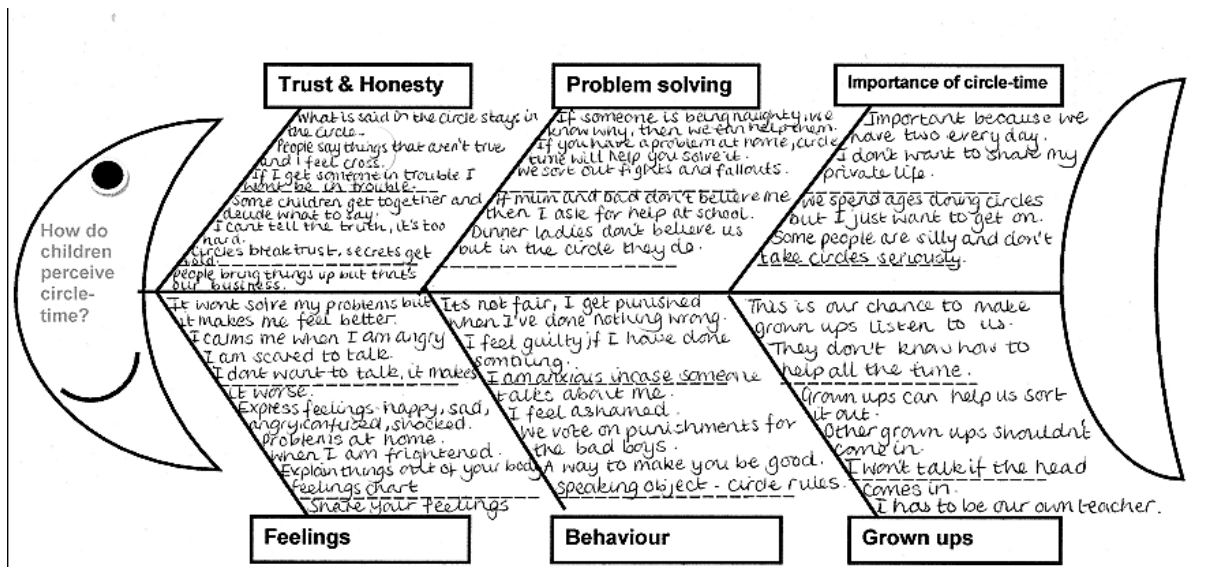 How do
children
perceive
circle-
time?
Trust & Honesty
What is said in the circle stays in
the circle.
People say things that aren't true
and I feel cross.
If I get someone in trouble I
wont be in trouble.
Some children get together and
decide what to say.
I cant tell the truth, it's too
hard.
Circles break trust, secrets get
told.
people bring things up but that's
our business.
Problem solving
If someone is being naughty, we
know why, then we can help them.
If you have a problem at home, circle
time will help you solve it.
We sort out fights and fallouts.
If mum and dad don't believe me
then I ask for help at school.
Dinner ladies don't believe us
but in the circle they do.
Importance of circle-time
Important because we
have two every day.
I don't want to share my
private life.
We spend ages doing circles
but I just want to get on.
Some people are silly and don't
take circles seriously.
It wont solve my problems but
it makes me feel better.
I calms me when I am angry
I am scared to talk.
I dont want to talk, it makes
it worse.
Express feelings-happy, sad,
angry, confused, shocked.
Problems at home.
When I am frightened.
Explain things out of your body
feelings chart
Share your feelings
Feelings
Its not fair, I get punished
when I've done nothing wrong.
I feel guilty if I have done
somthing.
I am anxious incase someone
talks about me.
I feel ashamed.
We vote on punishments for
the bad boys.
A way to make you be good.
speaking object - circle rules.
Behaviour
This is our chance to make
grown ups listen to us.
They don't know how to
help all the time.
Grown ups can help us sort
it out.
Other grown ups shouldn't
come in.
I won't talk if the head
comes in.
I has to be our own teacher.
Grown ups